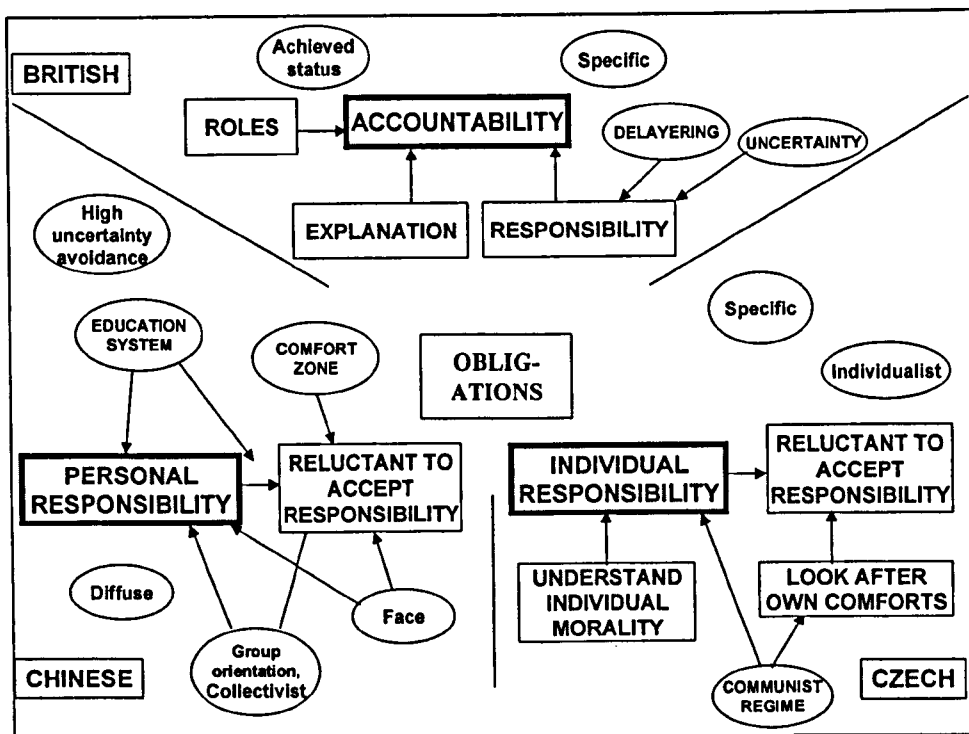 BRITISH
Achieved
status
Specific
ROLES
ACCOUNTABILITY
DELAYERING
UNCERTAINTY
EXPLANATION
RESPONSIBILITY
High
uncertainty
avoidance
EDUCATION
SYSTEM
COMFORT
ZONE
OBLIG-
ATIONS
Specific
Individualist
PERSONAL
RESPONSIBILITY
RELUCTANT TO
ACCEPT
RESPONSIBILITY
INDIVIDUAL
RESPONSIBILITY
RELUCTANT TO
ACCEPT
RESPONSIBILITY
Diffuse
Face
UNDERSTAND
INDIVIDUAL
MORALITY
LOOK AFTER
OWN COMFORTS
CHINESE
Group
orientation,
Collectivist
COMMUNIST
REGIME
CZECH